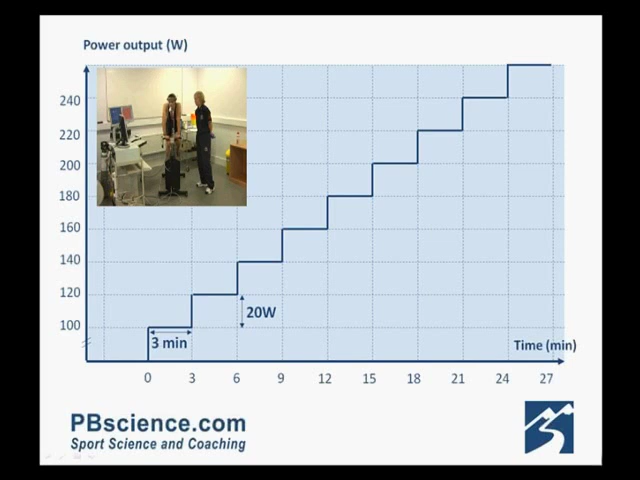 Power output (W)
240
220
200
180
160
140
120
100
20W
3 min
Time (min)
0 3 6 9 12 15 18 21 24 27
PBscience.com
Sport Science and Coaching